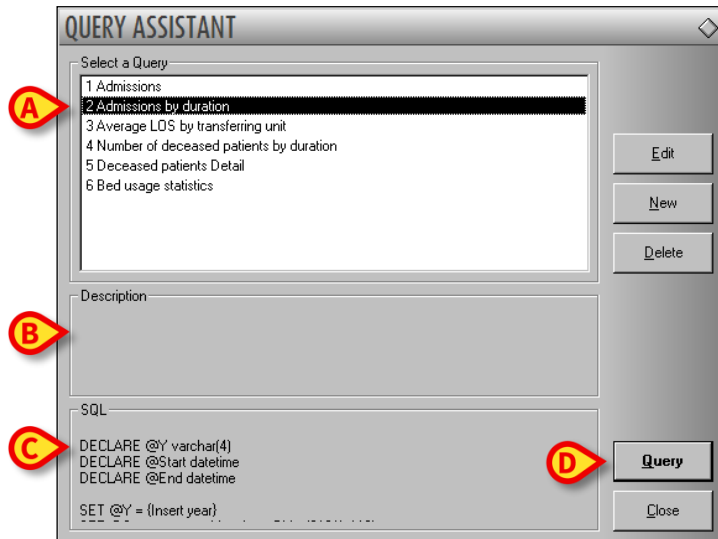 QUERY ASSISTANT
Select a Query
1 Admissions
A
2 Admissions by duration
3 Average LOS by transferring unit
4 Number of deceased patients by duration
5 Deceased patients Detail
6 Bed usage statistics
Edit
New
Delete
Description
B
SQL
C
DECLARE @Y varchar(4)
DECLARE @Start datetime
DECLARE @End datetime
SET @Y = {Insert year}
D
Query
Close